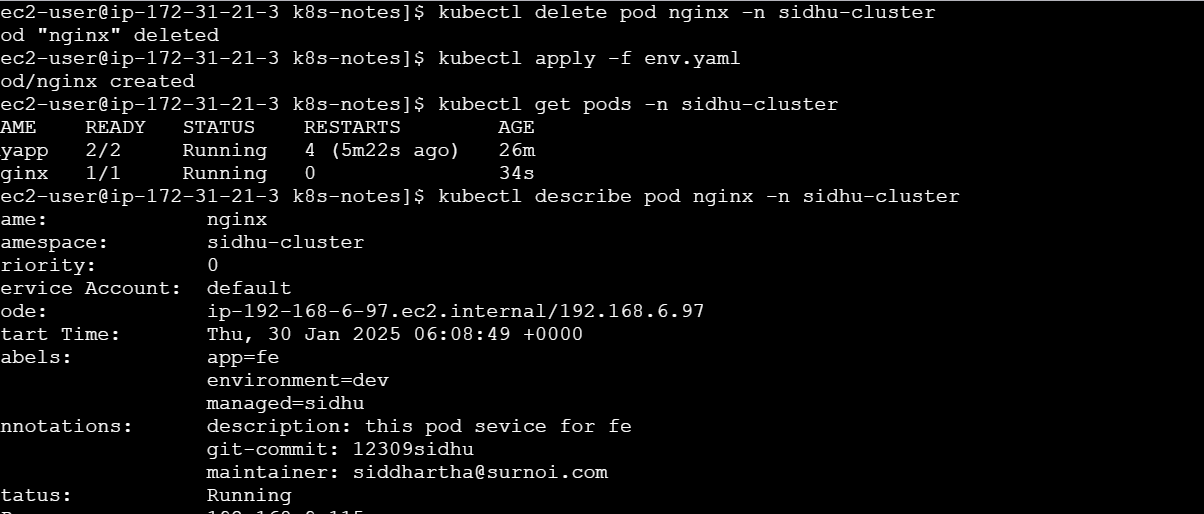 ec2-user@ip-172-31-21-3 k8s-notes]$ kubectl delete pod nginx -n sidhu-cluster
od "nginx" deleted
ec2-user@ip-172-31-21-3 k8s-notes]$ kubectl apply -f env.yaml
od/nginx created
ec2-user@ip-172-31-21-3 k8s-notes]$ kubectl get pods -n sidhu-cluster
AME    READY   STATUS    RESTARTS        AGE
yapp   2/2     Running   4 (5m22s ago)   26m
ginx   1/1     Running   0               34s
ec2-user@ip-172-31-21-3 k8s-notes]$ kubectl describe pod nginx -n sidhu-cluster
ame:             nginx
amespace:        sidhu-cluster
riority:         0
ervice Account:  default
ode:             ip-192-168-6-97.ec2.internal/192.168.6.97
tart Time:       Thu, 30 Jan 2025 06:08:49 +0000
abels:           app=fe
                 environment=dev
                 managed=sidhu
nnotations:      description: this pod sevice for fe
                 git-commit: 12309sidhu
                 maintainer: siddhartha@surnoi.com
tatus:           Running